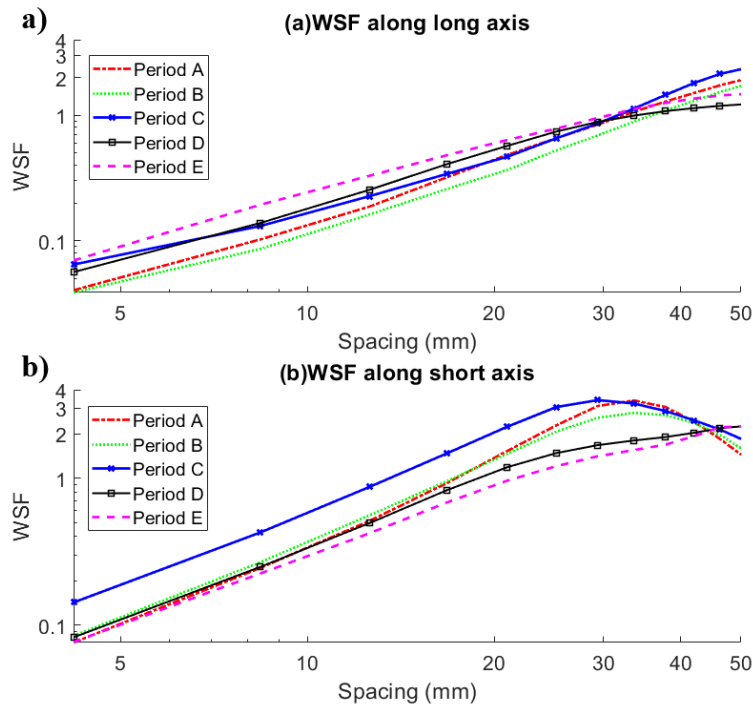 a)
(a)WSF along long axis
4
3
2
1
0.1
WSF
Period A
Period B
Period C
Period D
Period E
5 10 20 30 40 50
Spacing (mm)
b)
(b)WSF along short axis
4
3
2
1
0.1
WSF
Period A
Period B
Period C
Period D
Period E
5 10 20 30 40 50
Spacing (mm)